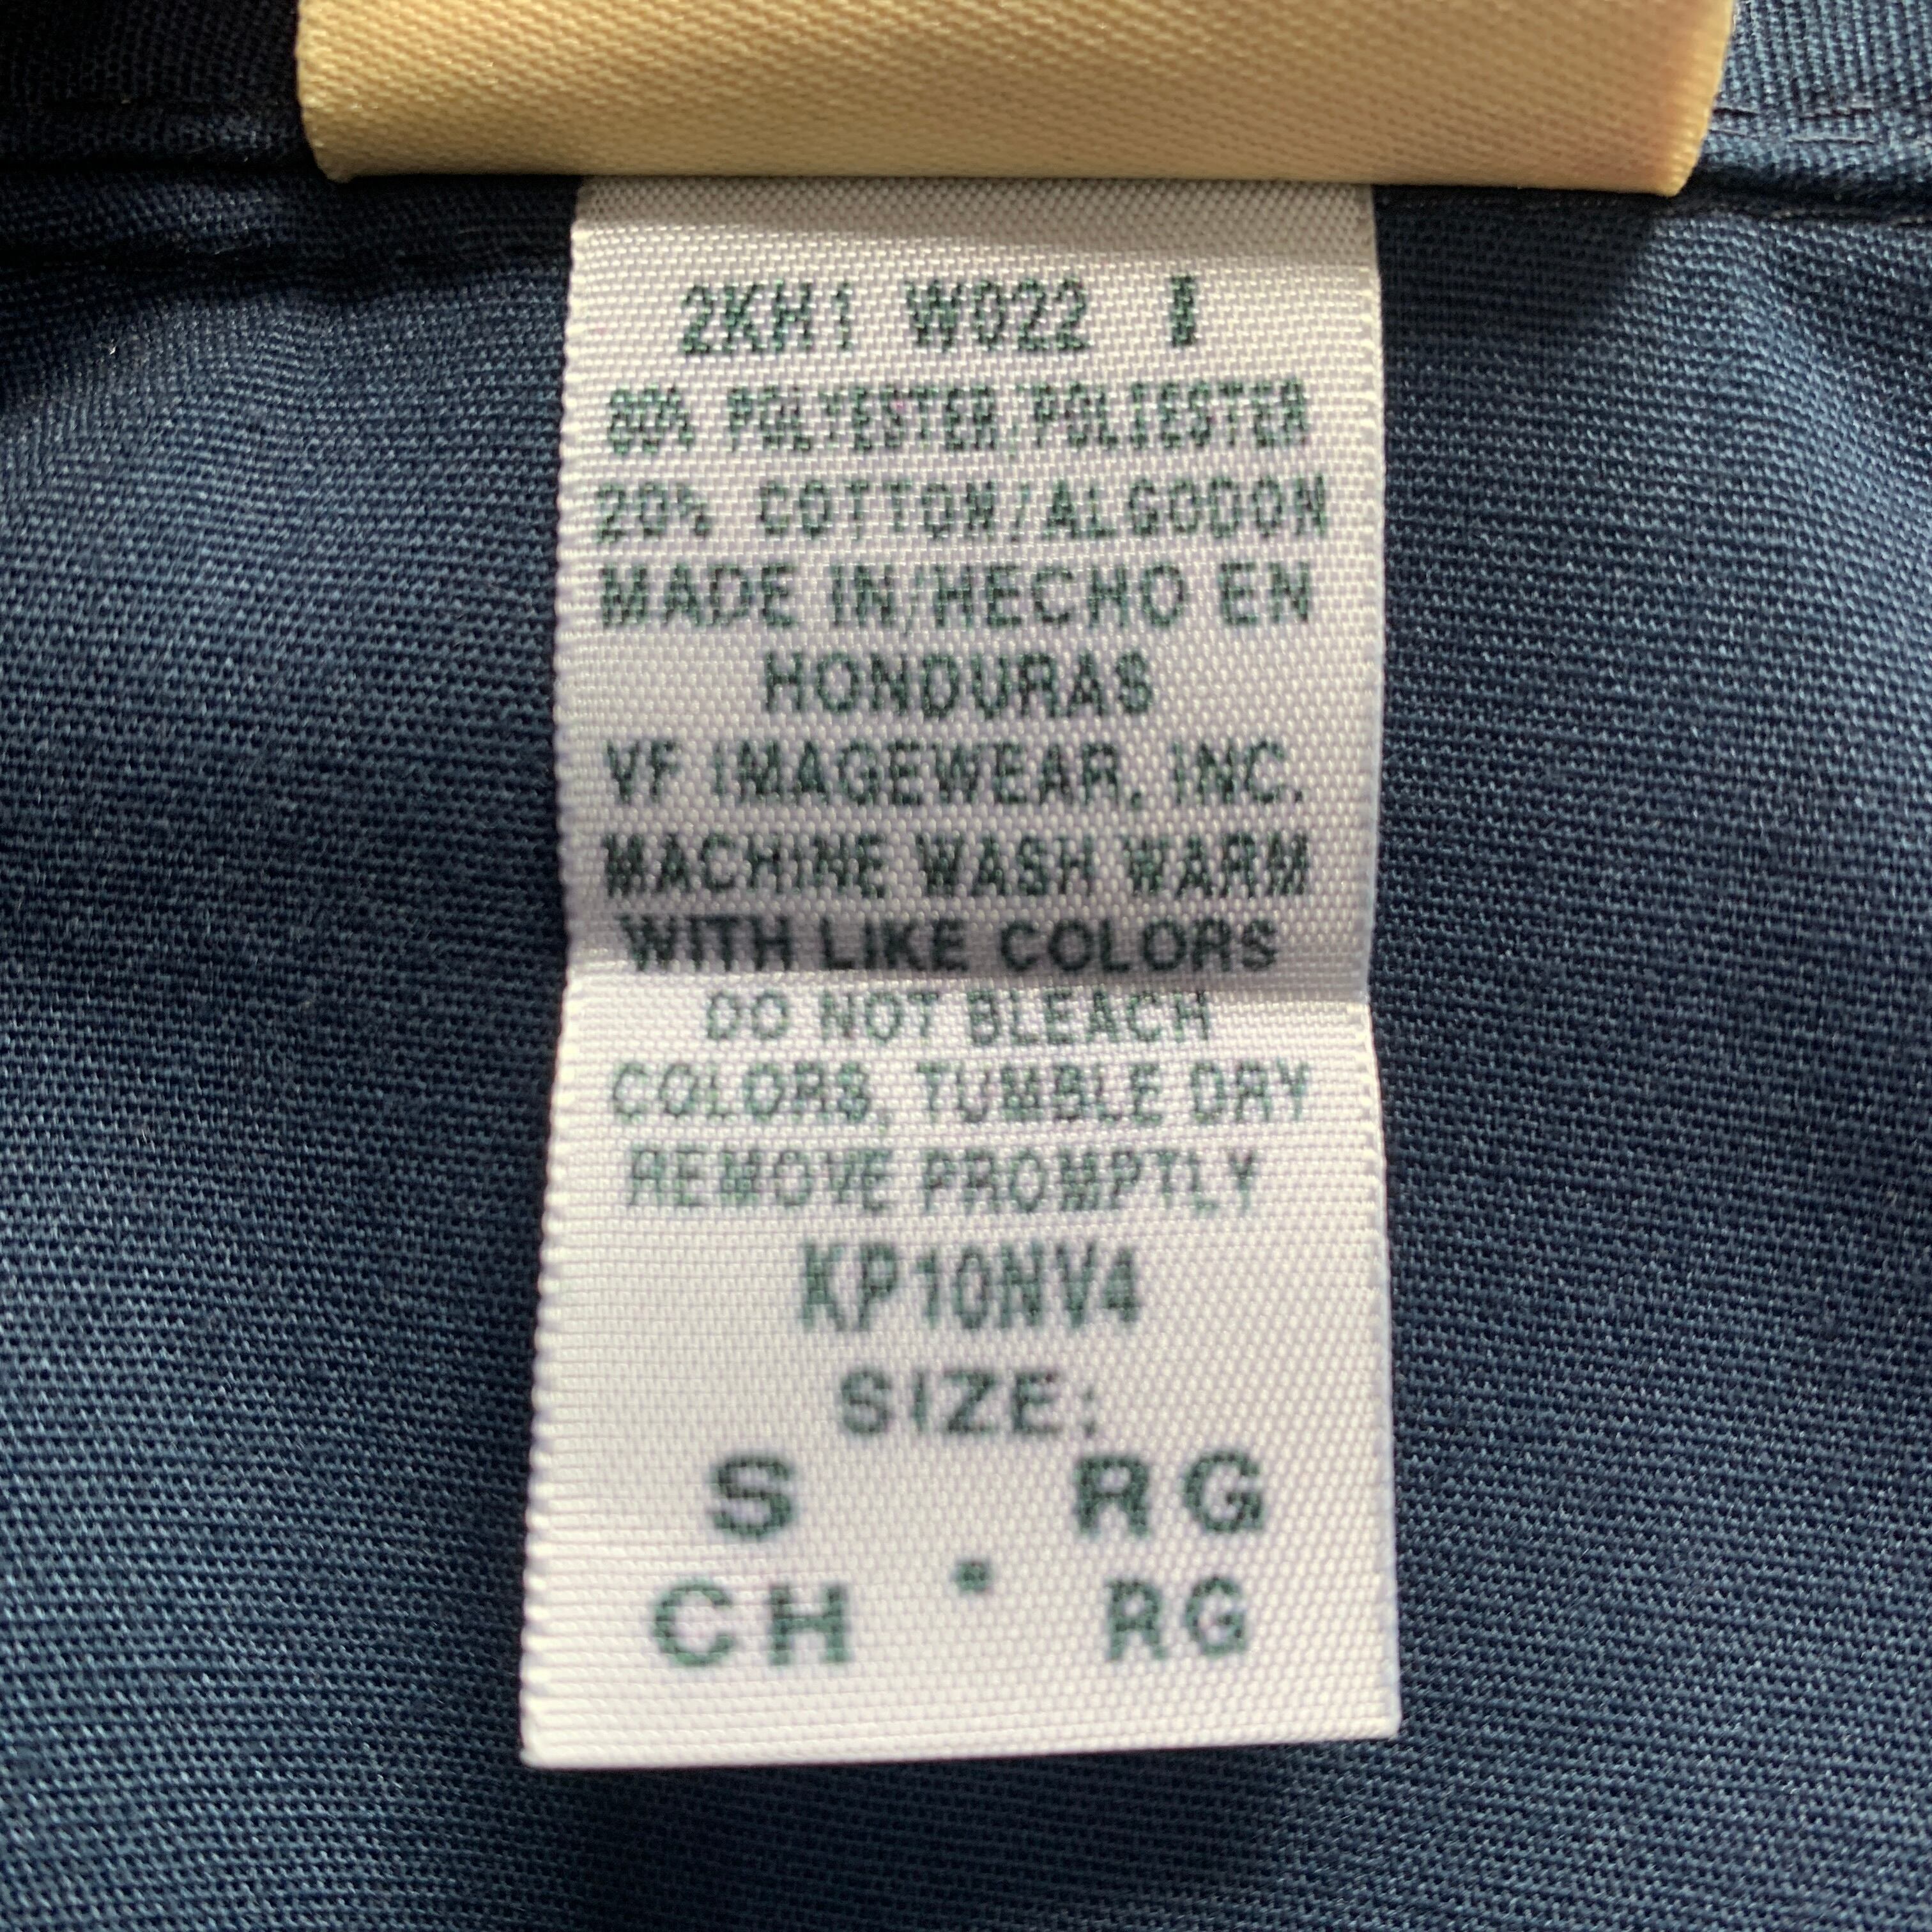 2KH1 W022
80% POLYESTER/POLIESTER
20% COTTON/ALGODON
MADE IN/HECHO EN
HONDURAS
VF IMAGEWEAR, INC.
MACHINE WASH WARM
WITH LIKE COLORS
DO NOT BLEACH
COLORS, TUMBLE DRY
REMOVE PROMPTLY
KP10NV4
SIZE:
S RG
CH • RG